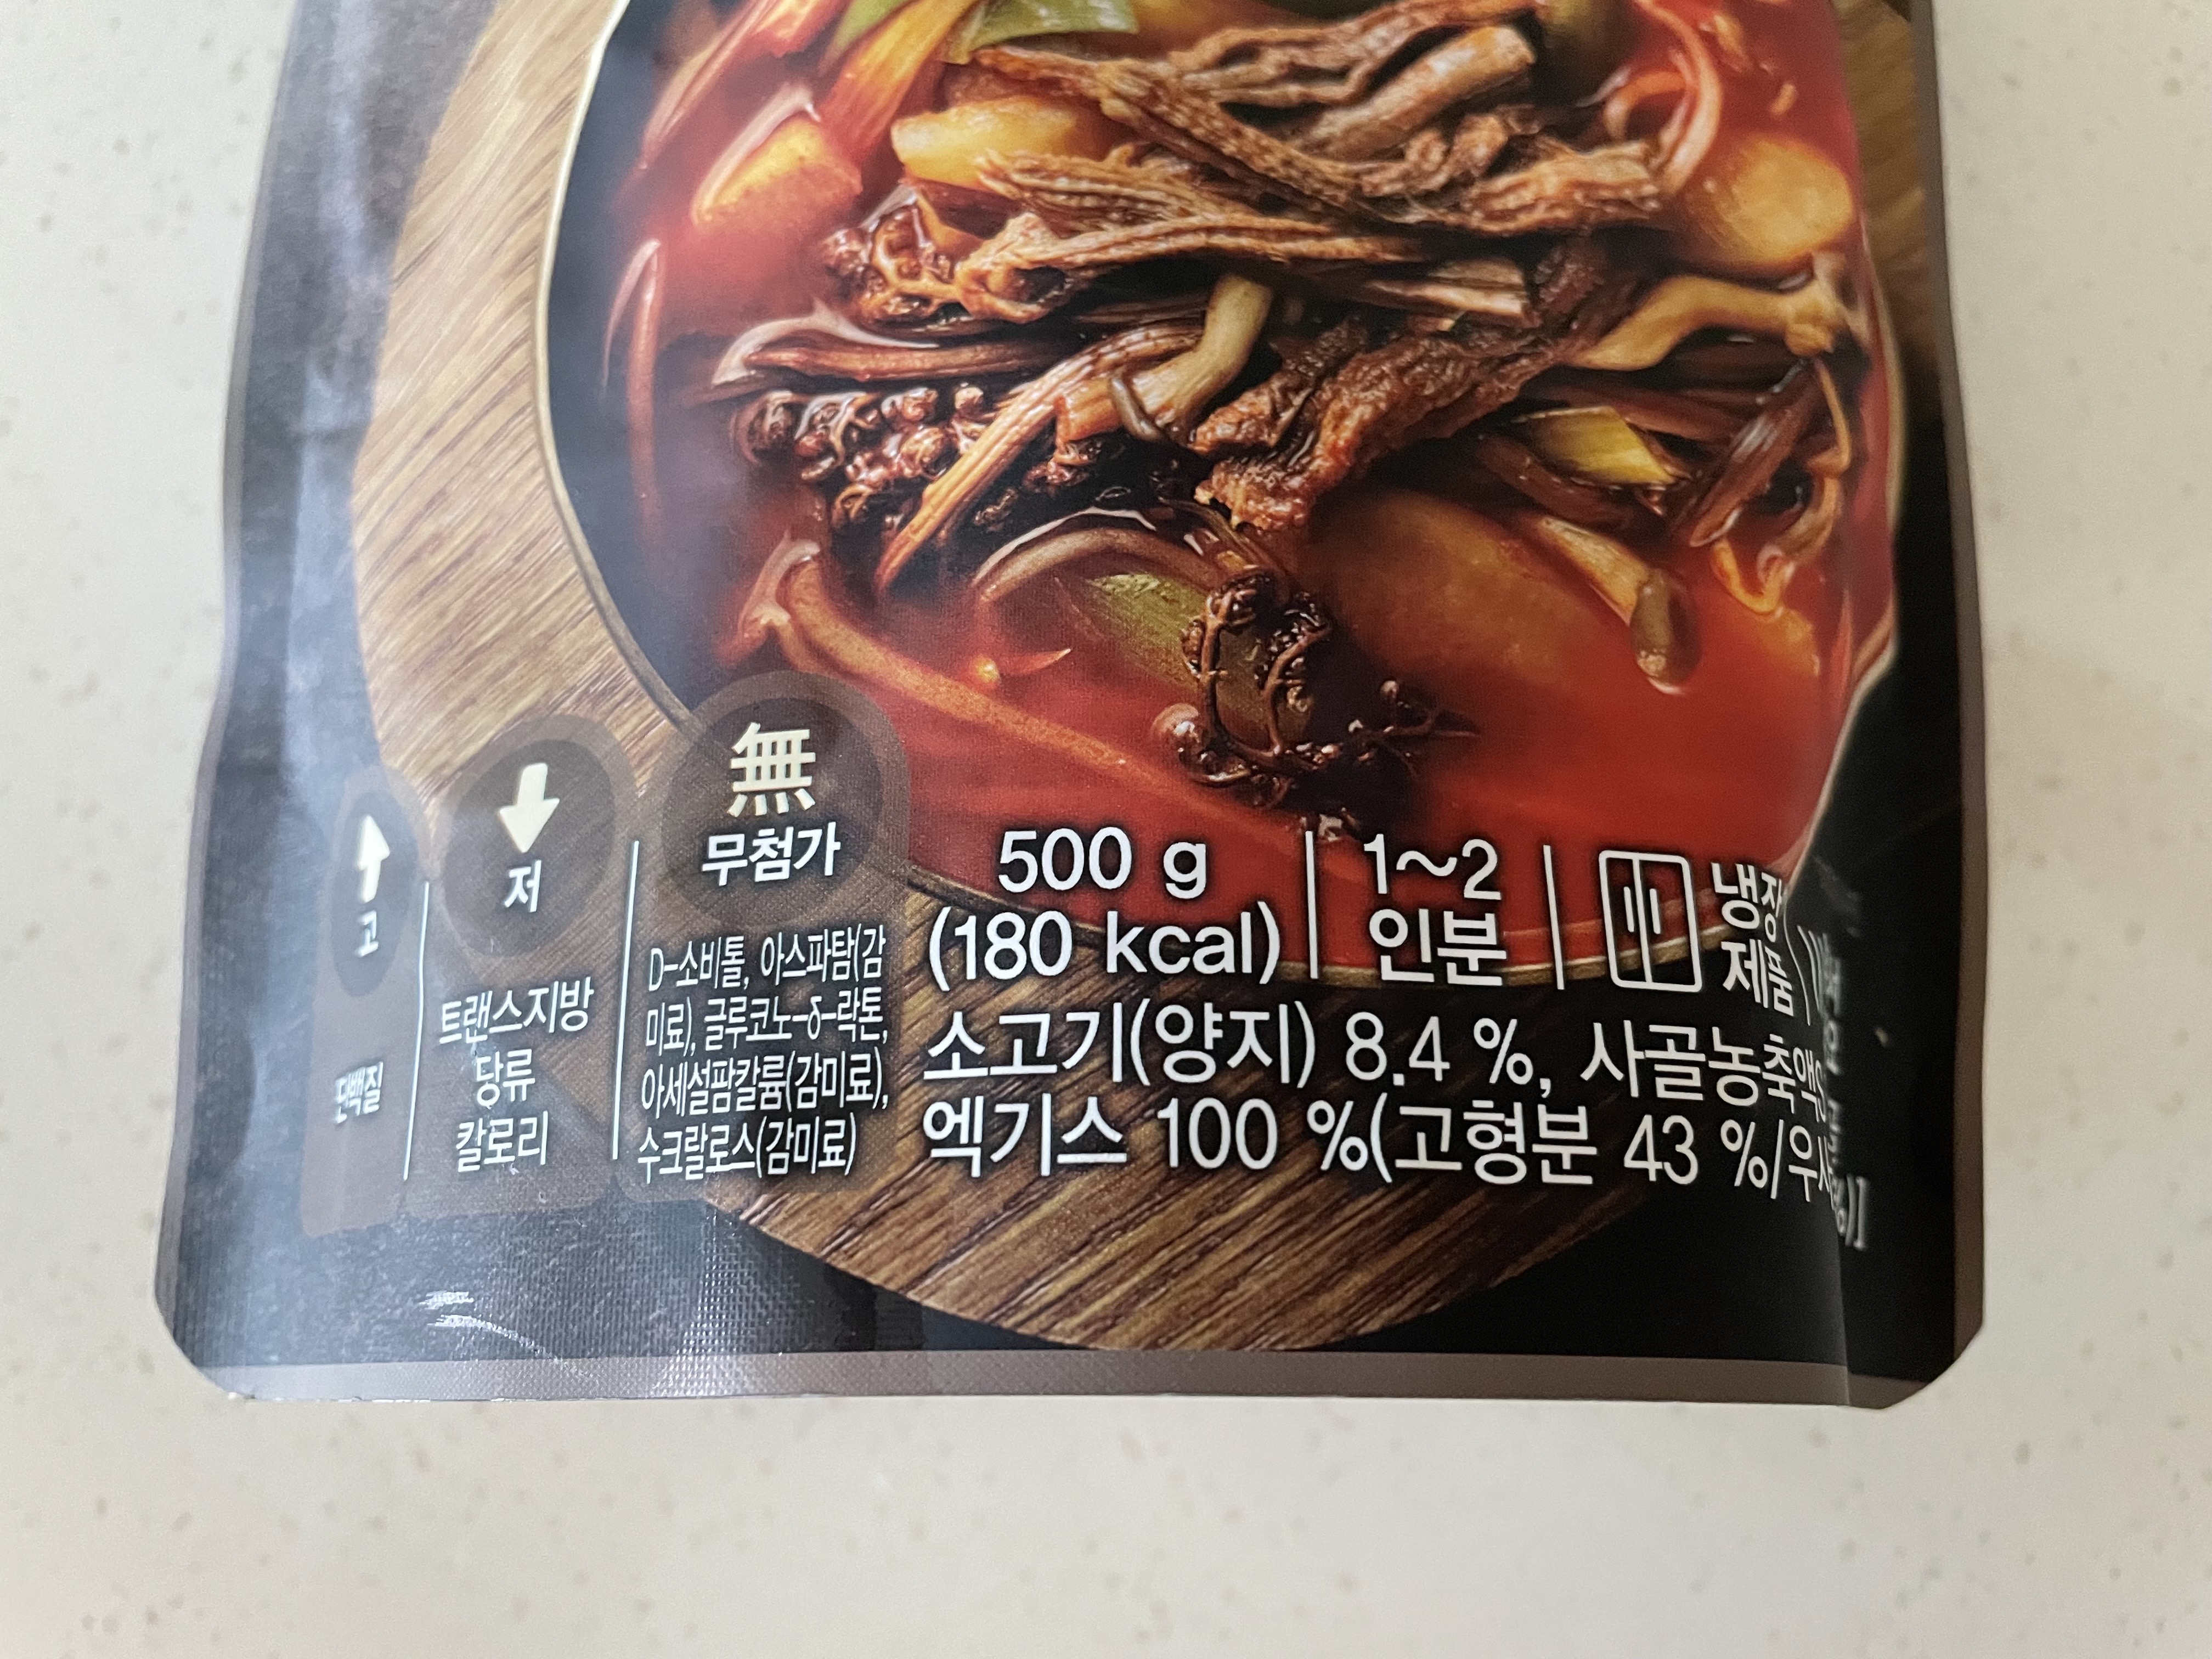 고
단백질
저
트랜스지방
당류
칼로리
無
무첨가
D-소비톨, 아스파탐(감
미료), 글루코노-δ-락톤,
아세설팜칼륨(감미료),
수크랄로스(감미료)
500 g
(180 kcal)
1~2
인분
냉장
제품
소고기(양지) 8.4 %, 사골농축액
엑기스 100 %(고형분 43 %/